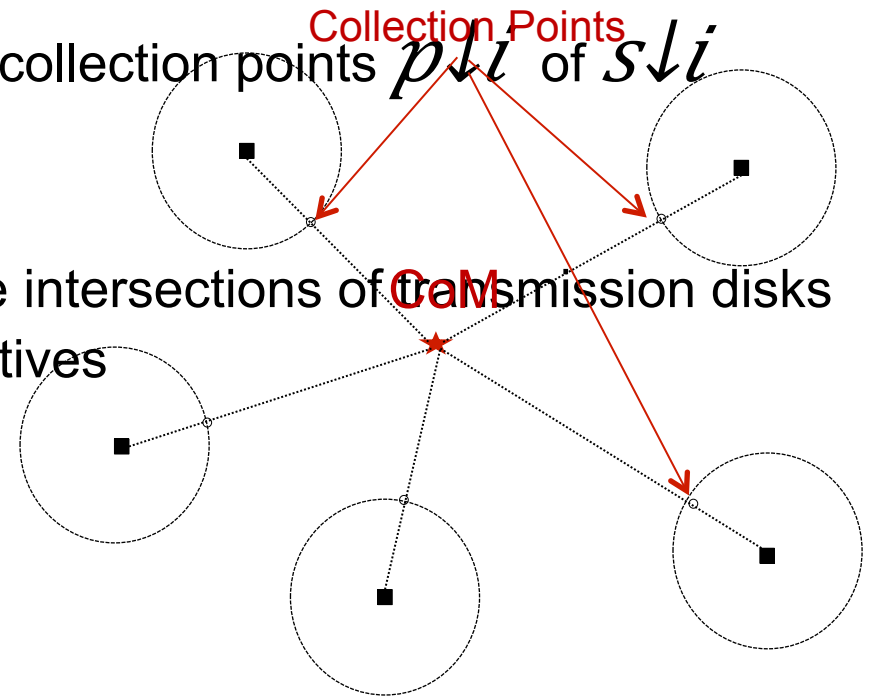 Collection Points
collection points p↓i of s↓i
e intersections of transmission disks
CoM
tives